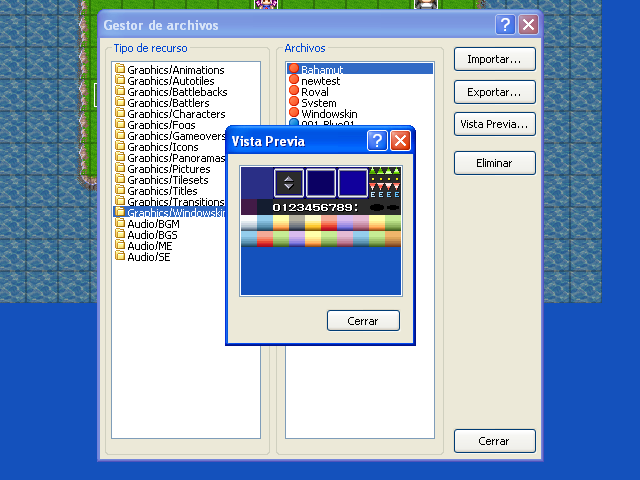 Gestor de archivos
Tipo de recurso
Graphics/Animations
Graphics/Autotiles
Graphics/Battlebacks
Graphics/Battlers
Graphics/Characters
Graphics/Fogs
Graphics/Gameovers
Graphics/Icons
Graphics/Panoramas
Graphics/Pictures
Graphics/Tilesets
Graphics/Titles
Graphics/Transitions
Graphics/Windowskin
Audio/BGM
Audio/BGS
Audio/ME
Audio/SE
Archivos
Bahamut
newtest
Roval
System
Windowskin
001-Blue01
Importar...
Exportar...
Vista Previa...
Eliminar
Cerrar
Vista Previa
E E E E
0123456789:
Cerrar